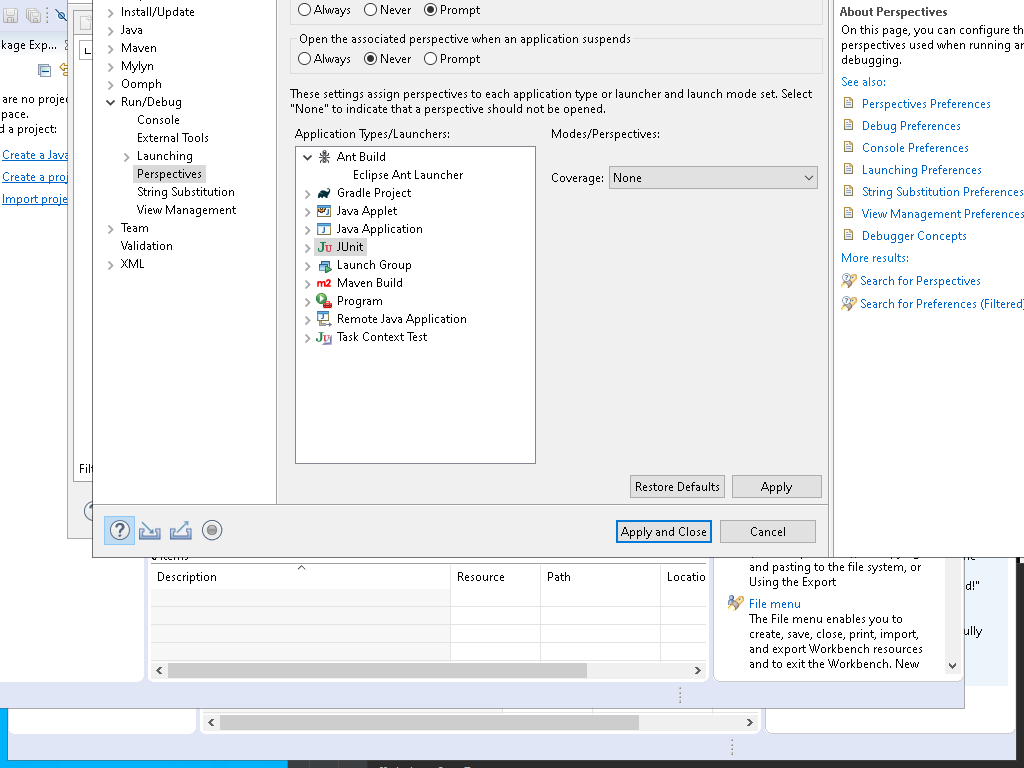 Install/Update
Java
Maven
Mylyn
Oomph
Run/Debug
Console
External Tools
Launching
Perspectives
String Substitution
View Management
Team
Validation
XML
kage Exp...
are no projec
pace.
d a project:
Create a Java
Create a proj
Import proje
Filt
Always Never Prompt
Open the associated perspective when an application suspends
Always Never Prompt
These settings assign perspectives to each application type or launcher and launch mode set. Select
"None" to indicate that a perspective should not be opened.
Application Types/Launchers:
Ant Build
Eclipse Ant Launcher
Gradle Project
Java Applet
Java Application
JUnit
Launch Group
Maven Build
Program
Remote Java Application
Task Context Test
Modes/Perspectives:
Coverage: None
Restore Defaults Apply
Apply and Close Cancel
About Perspectives
On this page, you can configure the
perspectives used when running an
debugging.
See also:
Perspectives Preferences
Debug Preferences
Console Preferences
Launching Preferences
String Substitution Preferences
View Management Preferences
Debugger Concepts
More results:
Search for Perspectives
Search for Preferences (Filtered)
Description Resource Path Locatio
and pasting to the file system, or
Using the Export
File menu
The File menu enables you to
create, save, close, print, import,
and export Workbench resources
and to exit the Workbench. New
d!"
ully